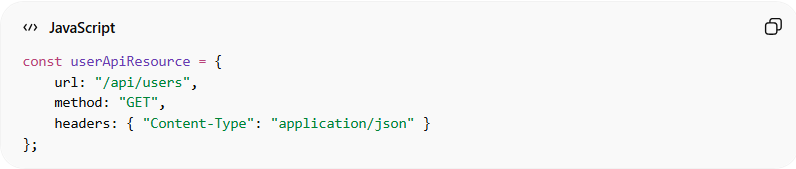 JavaScript
const userApiResource = {
    url: "/api/users",
    method: "GET",
    headers: { "Content-Type": "application/json" }
};